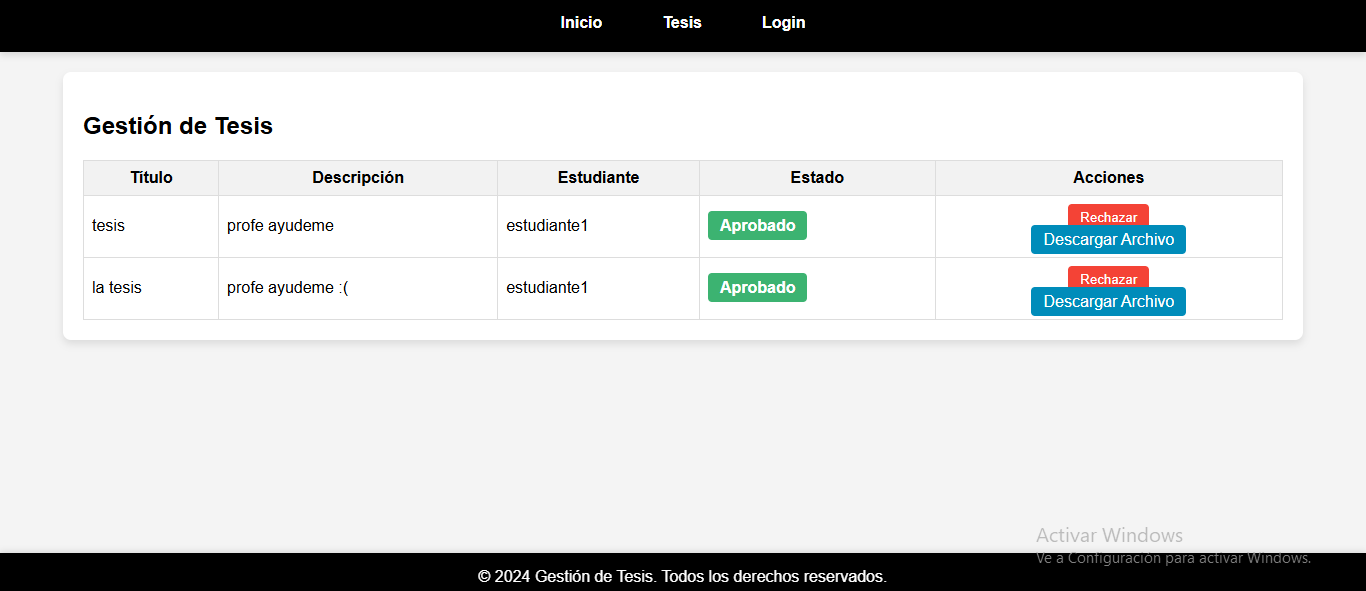 Inicio Tesis Login
Gestión de Tesis
Título Descripción Estudiante Estado Acciones
tesis profe ayudeme estudiante1 Aprobado Rechazar
Descargar Archivo
la tesis profe ayudeme :( estudiante1 Aprobado Rechazar
Descargar Archivo
Activar Windows
Ve a Configuración para activar Windows.
© 2024 Gestión de Tesis. Todos los derechos reservados.